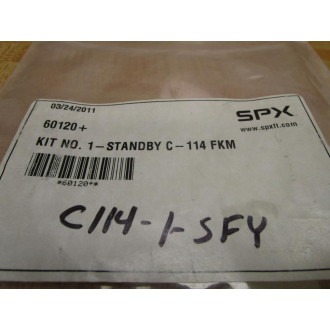 03/24/2011
SPX
60120+
www.spxft.com
KIT NO. 1-STANDBY C-114 FKM
*60120+*
C114-1-SFY